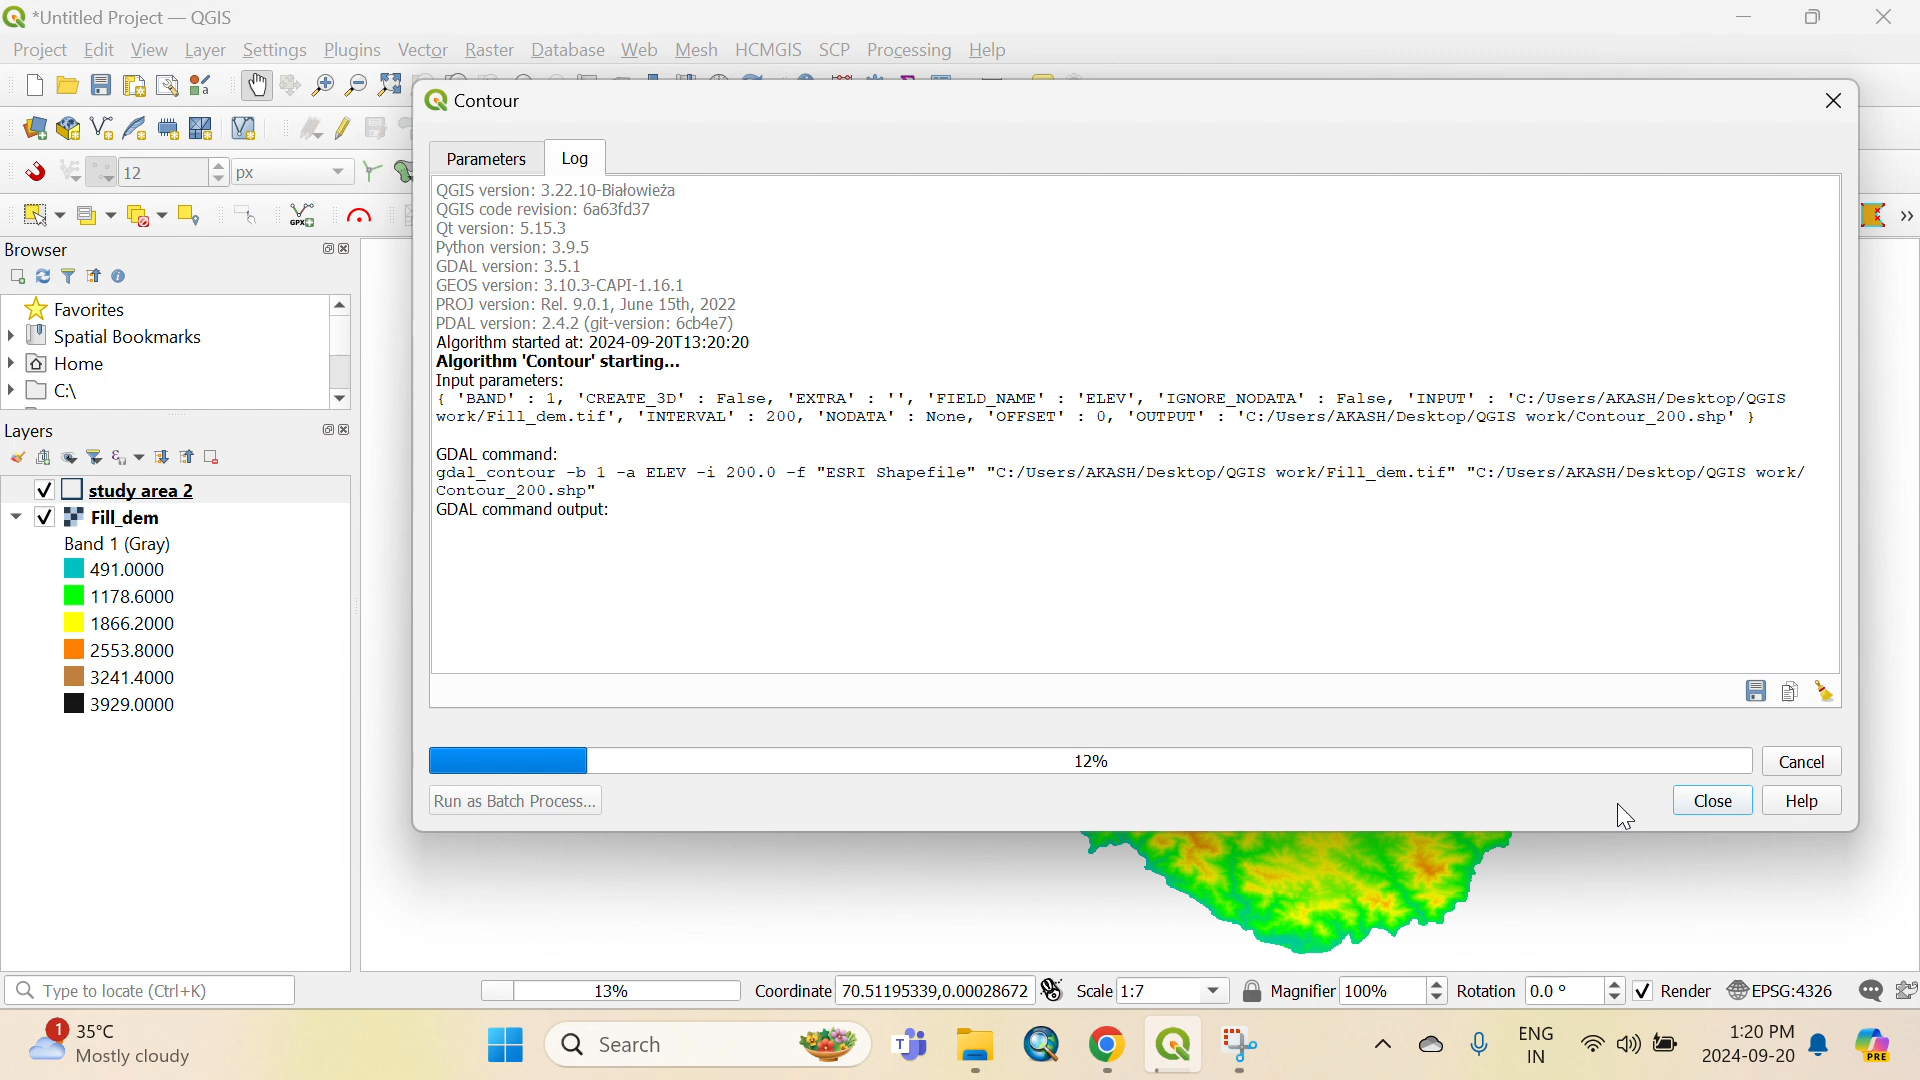 *Untitled Project — QGIS
Project Edit View Layer Settings Plugins Vector Raster Database Web Mesh HCMGIS SCP Processing Help
Contour
12 px
Parameters Log
QGIS version: 3.22.10-Białowieża
QGIS code revision: 6a63fd37
Qt version: 5.15.3
Python version: 3.9.5
GDAL version: 3.5.1
GEOS version: 3.10.3-CAPI-1.16.1
PROJ version: Rel. 9.0.1, June 15th, 2022
PDAL version: 2.4.2 (git-version: 6cb4e7)
Algorithm started at: 2024-09-20T13:20:20
Algorithm 'Contour' starting...
Input parameters:
{ 'BAND' : 1, 'CREATE_3D' : False, 'EXTRA' : '', 'FIELD_NAME' : 'ELEV', 'IGNORE_NODATA' : False, 'INPUT' : 'C:/Users/AKASH/Desktop/QGIS
work/Fill_dem.tif', 'INTERVAL' : 200, 'NODATA' : None, 'OFFSET' : 0, 'OUTPUT' : 'C:/Users/AKASH/Desktop/QGIS work/Contour_200.shp' }
GDAL command:
gdal_contour -b 1 -a ELEV -i 200.0 -f "ESRI Shapefile" "C:/Users/AKASH/Desktop/QGIS work/Fill_dem.tif" "C:/Users/AKASH/Desktop/QGIS work/
Contour_200.shp"
GDAL command output:
12% Cancel
Run as Batch Process... Close Help
GPX
Browser
Favorites
Spatial Bookmarks
Home
C:\
Layers
study area 2
Fill_dem
Band 1 (Gray)
491.0000
1178.6000
1866.2000
2553.8000
3241.4000
3929.0000
Type to locate (Ctrl+K) 13% Coordinate 70.51195339,0.00028672 Scale 1:7 Magnifier 100% Rotation 0.0 ° Render EPSG:4326
1 35°C
Mostly cloudy
Search
ENG
IN
1:20 PM
2024-09-20
PRE